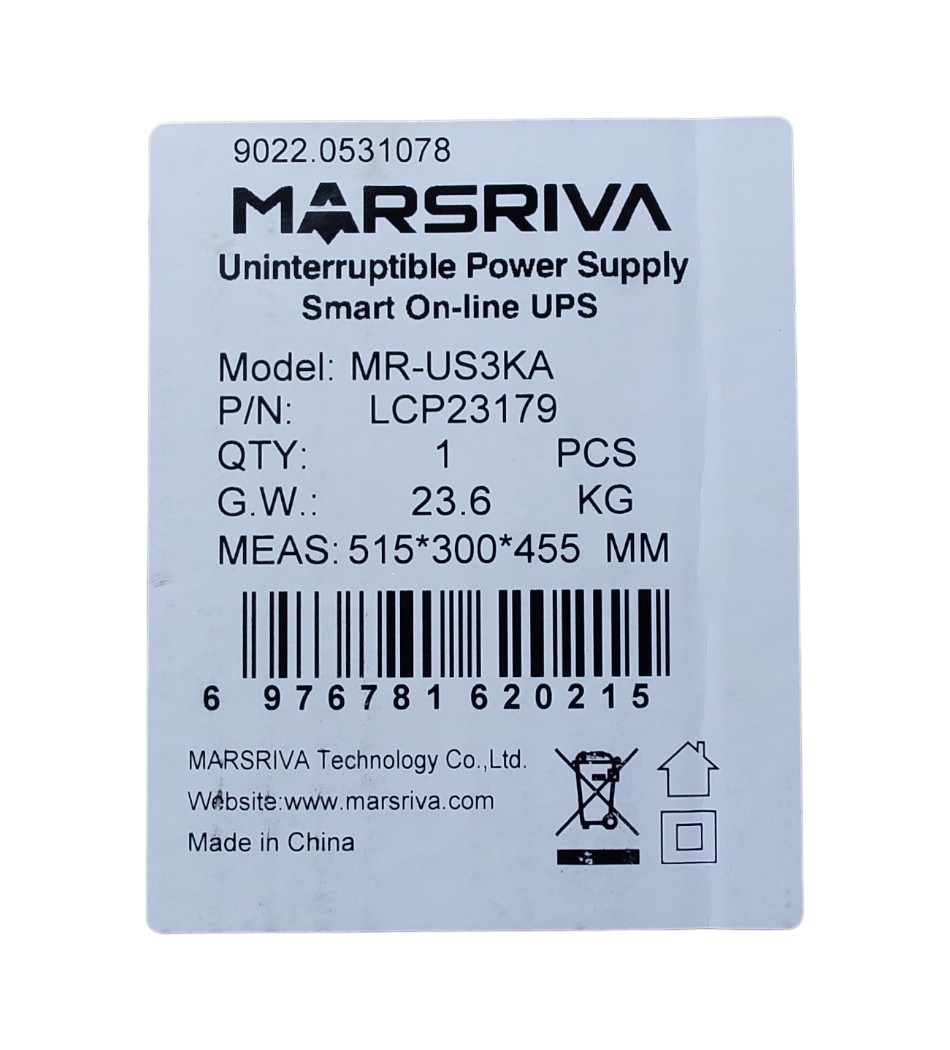 9022.0531078
MARSRIVA
Uninterruptible Power Supply
Smart On-line UPS
Model: MR-US3KA
P/N: LCP23179
QTY: 1 PCS
G.W.: 23.6 KG
MEAS: 515*300*455 MM
6 976781 620215
MARSRIVA Technology Co.,Ltd.
Website:www.marsriva.com
Made in China